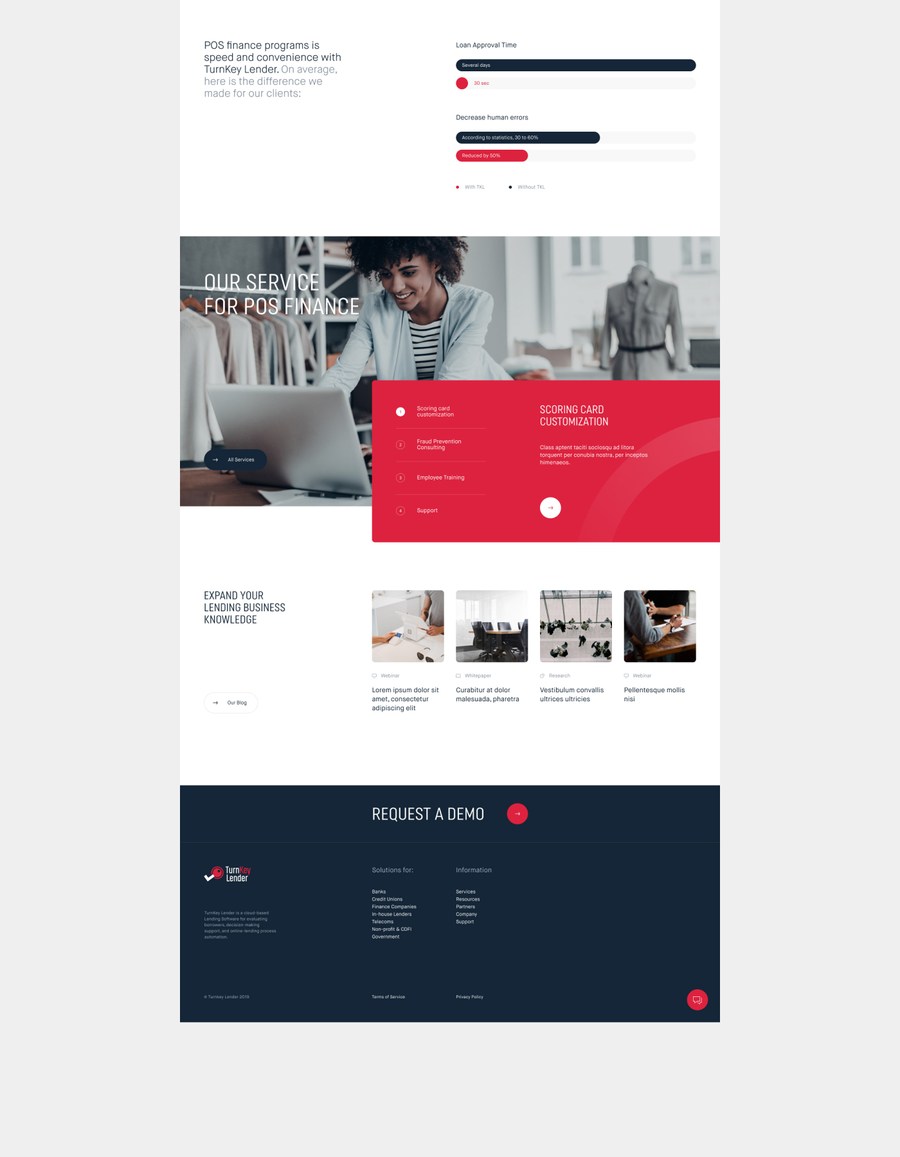 POS finance programs is
speed and convenience with
TurnKey Lender. On average,
here is the difference we
made for our clients:
Loan Approval Time
Several days
30 sec
Decrease human errors
According to statistics, 30 to 60%
Reduced by 50%
With TKL
Without TKL
OUR SERVICE
FOR POS FINANCE
All Services
1
Scoring card
customization
2
Fraud Prevention
Consulting
3
Employee Training
4
Support
SCORING CARD
CUSTOMIZATION
Class aptent taciti sociosqu ad litora
torquent per conubia nostra, per inceptos
himenaeos.
EXPAND YOUR
LENDING BUSINESS
KNOWLEDGE
Our Blog
Webinar
Lorem ipsum dolor sit
amet, consectetur
adipiscing elit
Whitepaper
Curabitur at dolor
malesuada, pharetra
Research
Vestibulum convallis
ultrices ultricies
Webinar
Pellentesque mollis
nisi
REQUEST A DEMO
TurnKey
Lender
TurnKey Lender is a cloud-based
Lending Software for evaluating
borrowers, decision making
support, and online lending process
automation.
Solutions for:
Banks
Credit Unions
Finance Companies
In-house Lenders
Telecoms
Non-profit & CDFI
Government
Information
Services
Resources
Partners
Company
Support
© TurnKey Lender 2019
Terms of Service
Privacy Policy